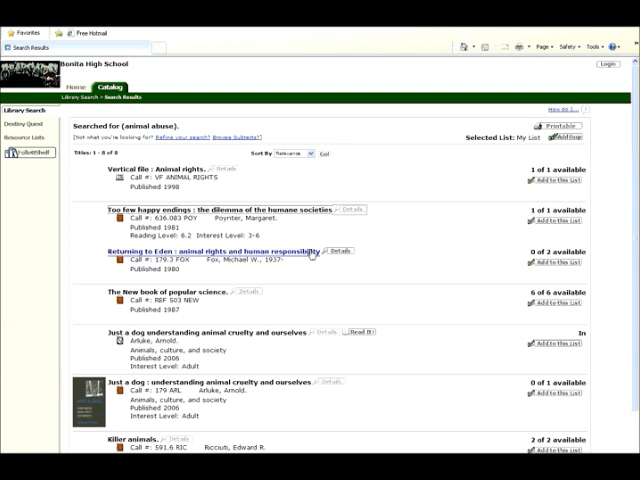 Favorites Free Hotmail
Search Results
Page Safety Tools
Bonita High School
Login
Home Catalog
Library Search > Search Results
Library Search
How do I...
Destiny Quest
Resource Lists
FollettShelf
Searched for (animal abuse).
Printable
[Not what you're looking for? Refine your search? Browse Subjects?]
Selected List: My List
Titles: 1 - 8 of 8
Sort By Relevance Go!
Vertical file : Animal rights. Details
1 of 1 available
Call #: VF ANIMAL RIGHTS
Add to this List
Published 1998
Too few happy endings : the dilemma of the humane societies Details
1 of 1 available
Call #: 636.083 POY Poynter, Margaret.
Add to this List
Published 1981
Reading Level: 6.2 Interest Level: 3-6
Returning to Eden : animal rights and human responsibility Details
0 of 2 available
Call #: 179.3 FOX Fox, Michael W., 1937-
Add to this List
Published 1980
The New book of popular science. Details
6 of 6 available
Call #: REF 503 NEW
Add to this List
Published 1987
Just a dog understanding animal cruelty and ourselves Details Read It!
In
Arluke, Arnold.
Add to this List
Animals, culture, and society
Published 2006
Interest Level: Adult
Just a dog : understanding animal cruelty and ourselves Details
0 of 1 available
Call #: 179 ARL Arluke, Arnold.
Add to this List
Animals, culture, and society
Published 2006
Interest Level: Adult
Killer animals. Details
2 of 2 available
Call #: 591.6 RIC Ricciuti, Edward R.
Add to this List